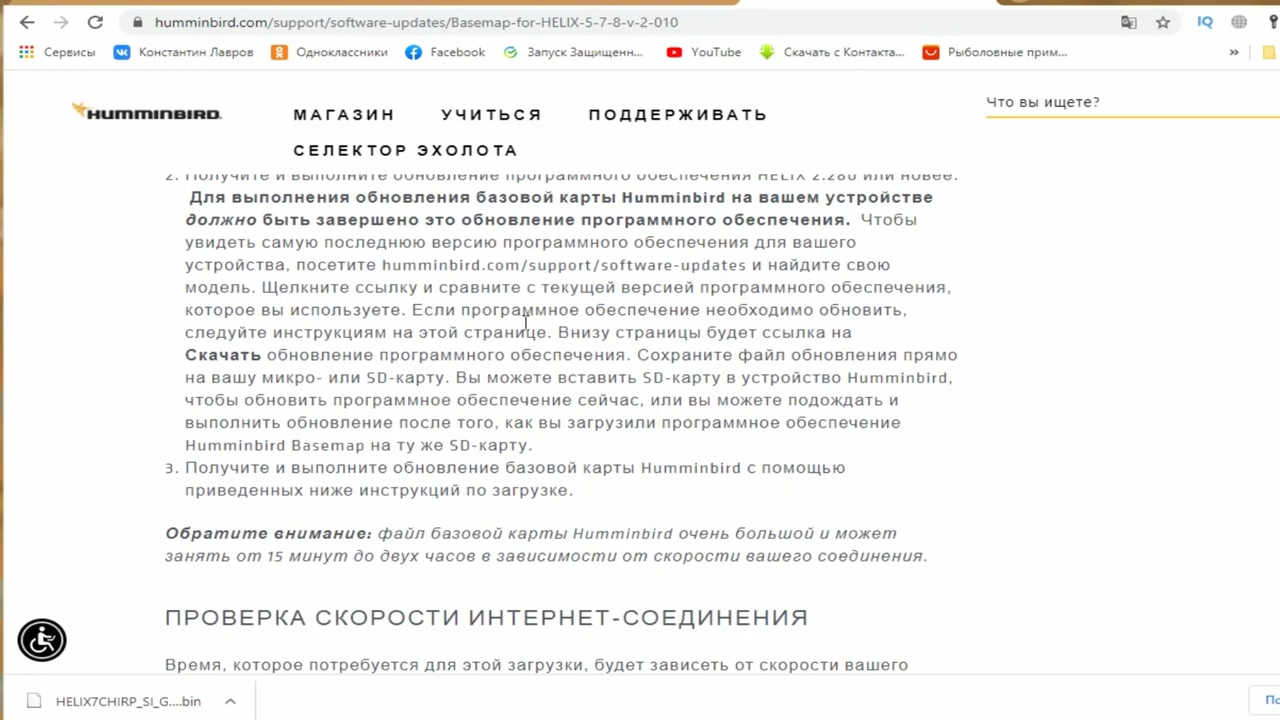 humminbird.com/support/software-updates/Basemap-for-HELIX-5-7-8-v-2-010
IQ
Сервисы
Константин Лавров
Одноклассники
Facebook
Запуск Защищенн...
YouTube
Скачать с Контакта...
Рыболовные прим...
»
HUMMINBIRD.
МАГАЗИН
УЧИТЬСЯ
ПОДДЕРЖИВАТЬ
Что вы ищете?
СЕЛЕКТОР ЭХОЛОТА
2. Получите и выполните обновление программного обеспечения HELIX 2.280 или новее.
Для выполнения обновления базовой карты Humminbird на вашем устройстве
должно быть завершено это обновление программного обеспечения. Чтобы
увидеть самую последнюю версию программного обеспечения для вашего
устройства, посетите humminbird.com/support/software-updates и найдите свою
модель. Щелкните ссылку и сравните с текущей версией программного обеспечения,
которое вы используете. Если программное обеспечение необходимо обновить,
следуйте инструкциям на этой странице. Внизу страницы будет ссылка на
Скачать обновление программного обеспечения. Сохраните файл обновления прямо
на вашу микро- или SD-карту. Вы можете вставить SD-карту в устройство Humminbird,
чтобы обновить программное обеспечение сейчас, или вы можете подождать и
выполнить обновление после того, как вы загрузили программное обеспечение
Humminbird Basemap на ту же SD-карту.
3. Получите и выполните обновление базовой карты Humminbird с помощью
приведенных ниже инструкций по загрузке.
Обратите внимание: файл базовой карты Humminbird очень большой и может
занять от 15 минут до двух часов в зависимости от скорости вашего соединения.
ПРОВЕРКА СКОРОСТИ ИНТЕРНЕТ-СОЕДИНЕНИЯ
Время, которое потребуется для этой загрузки, будет зависеть от скорости вашего
HELIX7CHIRP_SI_G....bin
По